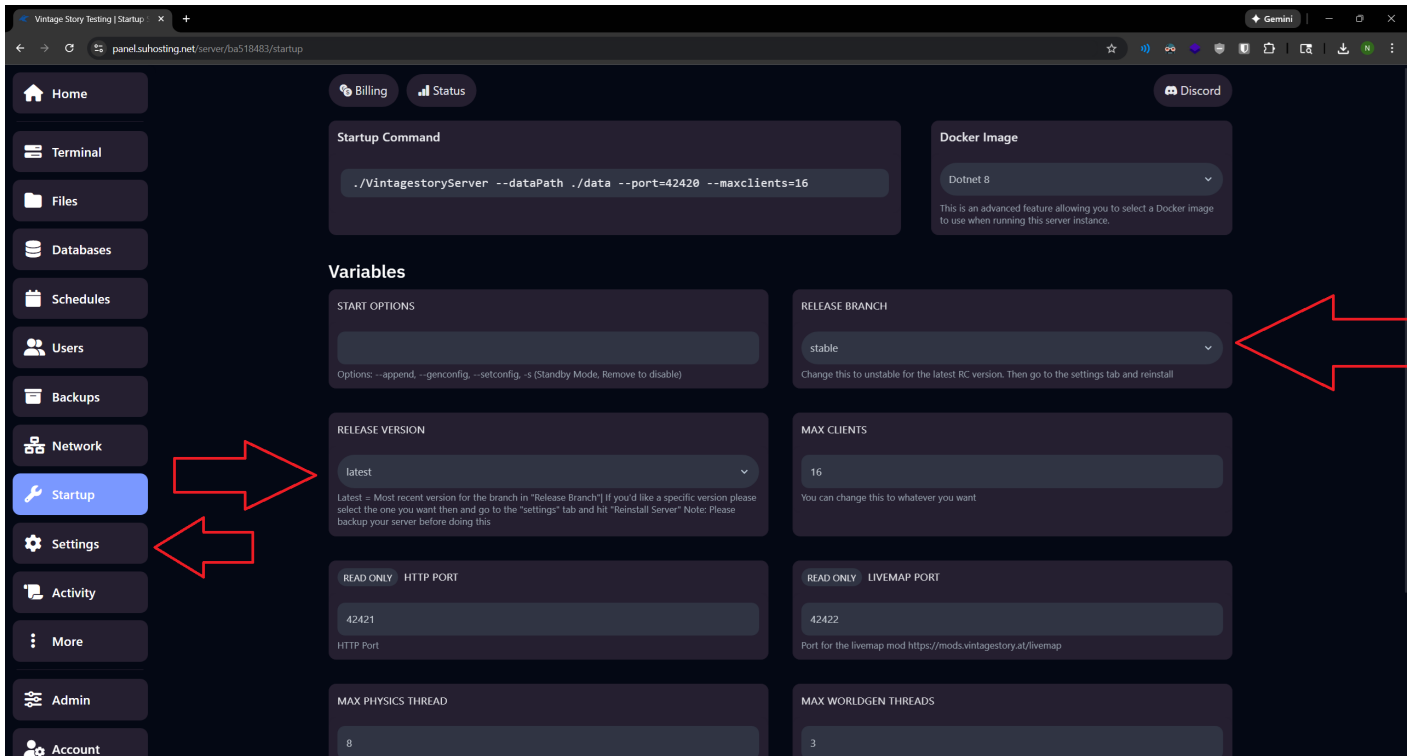 Vintage Story Testing | Startup
Gemini
panel.suhosting.net/server/ba518483/startup
N
Home
Billing
Status
Discord
Terminal
Files
Databases
Schedules
Users
Backups
Network
Startup
Settings
Activity
More
Admin
Account
Startup Command
./VintagestoryServer --dataPath ./data --port=42420 --maxclients=16
Docker Image
Dotnet 8
This is an advanced feature allowing you to select a Docker image
to use when running this server instance.
Variables
START OPTIONS
Options: --append, --genconfig, --setconfig, -s (Standby Mode, Remove to disable)
RELEASE BRANCH
stable
Change this to unstable for the latest RC version. Then go to the settings tab and reinstall
RELEASE VERSION
latest
Latest = Most recent version for the branch in "Release Branch"| If you'd like a specific version please
select the one you want then and go to the "settings" tab and hit "Reinstall Server" Note: Please
backup your server before doing this
MAX CLIENTS
16
You can change this to whatever you want
READ ONLY HTTP PORT
42421
HTTP Port
READ ONLY LIVEMAP PORT
42422
Port for the livemap mod https://mods.vintagestory.at/livemap
MAX PHYSICS THREAD
8
MAX WORLDGEN THREADS
3